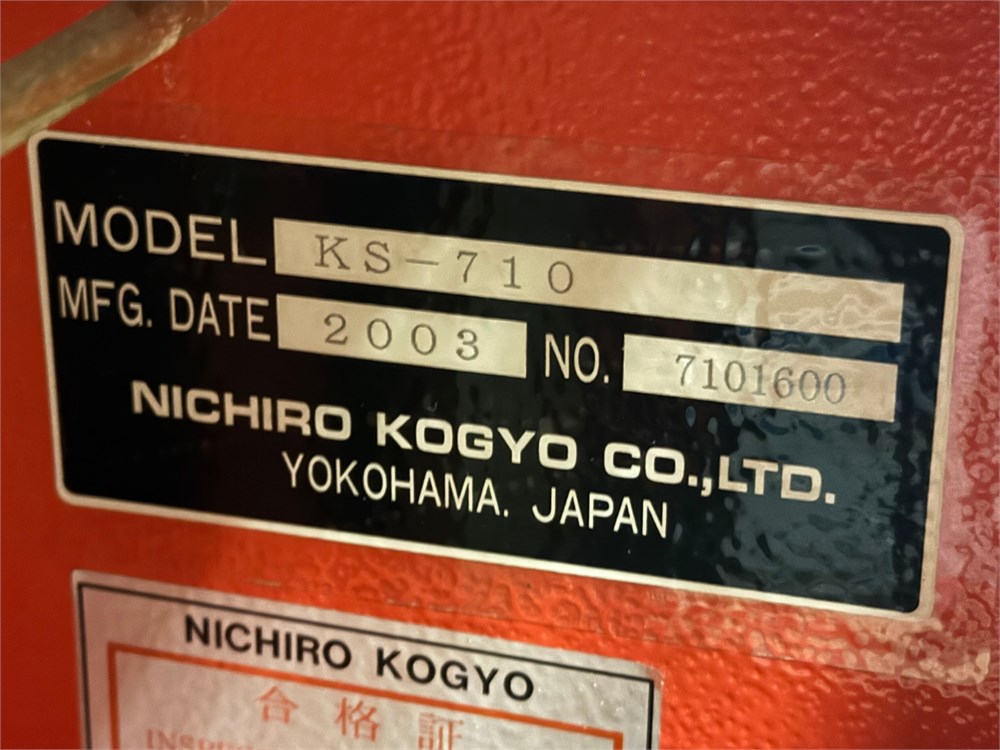 MODEL KS-710
MFG. DATE 2003 NO. 7101600
NICHIRO KOGYO CO.,LTD.
YOKOHAMA. JAPAN
NICHIRO KOGYO
合格証